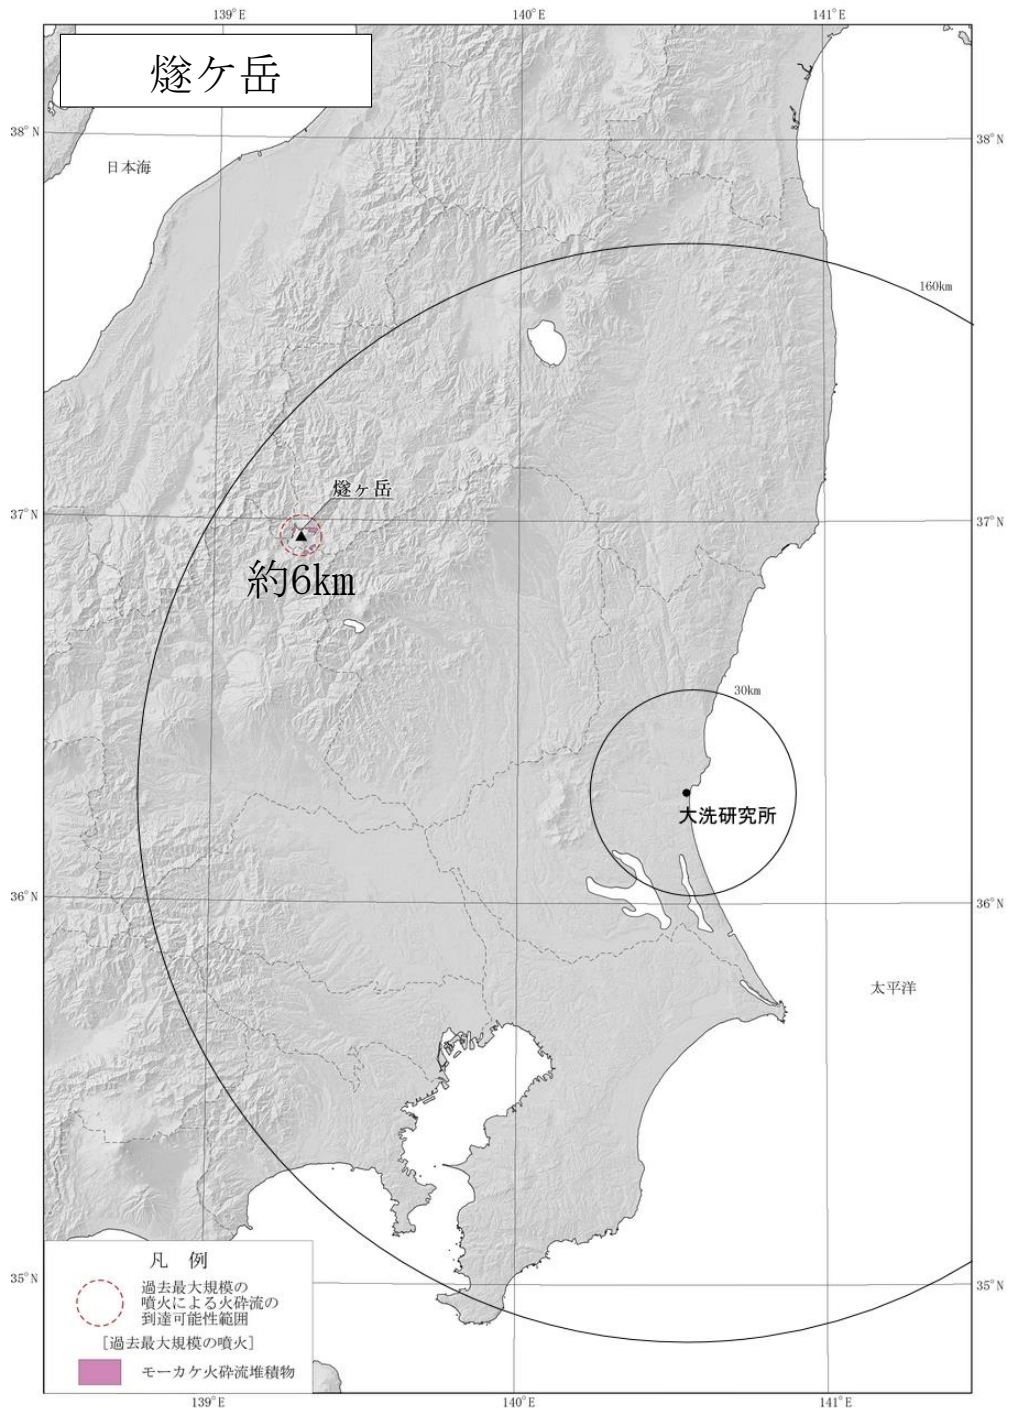 139°E
140°E
141°E
燧ケ岳
38°N
38°N
日本海
160km
燧ヶ岳
37°N
37°N
約6km
30km
大洗研究所
36°N
36°N
太平洋
凡 例
過去最大規模の
噴火による火砕流の
到達可能性範囲
[過去最大規模の噴火]
モーカケ火砕流堆積物
35°N
35°N
139°E
140°E
141°E